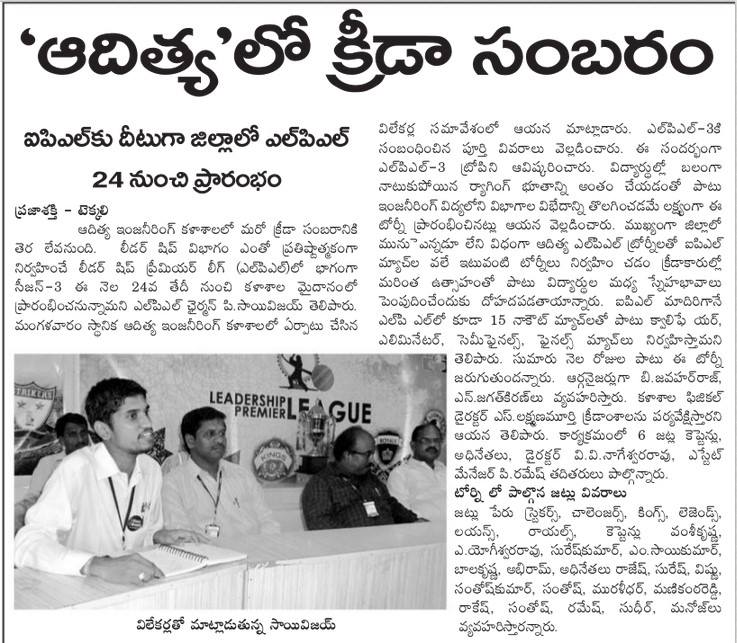 ‘ఆదిత్య’లో క్రీడా సంబరం
ఐపిఎల్‌కు దీటుగా జిల్లాలో ఎల్‌పిఎల్
24 నుంచి ప్రారంభం
ప్రజాశక్తి - టెక్కలి
ఆదిత్య ఇంజనీరింగ్ కళాశాలలో మరో క్రీడా సంబరానికి
తెర లేవనుంది. లీడర్ షిప్ విభాగం ఎంతో ప్రతిష్టాత్మకంగా
నిర్వహించే లీడర్ షిప్ ప్రీమియర్ లీగ్ (ఎల్‌పిఎల్)లో భాగంగా
సీజన్-3 ఈ నెల 24వ తేదీ నుంచి కళాశాల మైదానంలో
ప్రారంభించనున్నామని ఎల్‌పిఎల్ ఛైర్మన్ పి.సాయివిజయ్ తెలిపారు.
మంగళవారం స్థానిక ఆదిత్య ఇంజనీరింగ్ కళాశాలలో ఏర్పాటు చేసిన
విలేకర్ల సమావేశంలో ఆయన మాట్లాడారు. ఎల్‌పిఎల్-3కి
సంబంధించిన పూర్తి వివరాలు వెల్లడించారు. ఈ సందర్భంగా
ఎల్‌పిఎల్-3 ట్రోపిని ఆవిష్కరించారు. విద్యార్థుల్లో బలంగా
నాటుకుపోయిన ర్యాగింగ్ భూతాన్ని అంతం చేయడంతో పాటు
ఇంజనీరింగ్ విద్యలోని విభాగాల విభేదాన్ని తొలగించడమే లక్ష్యంగా ఈ
టోర్నీ ప్రారంభించినట్లు ఆయన వెల్లడించారు. ముఖ్యంగా జిల్లాలో
మునుపెన్నడూ లేని విధంగా ఆదిత్య ఎల్‌పిఎల్ ట్రోర్నీలతో ఐపిఎల్
మ్యాచ్‌ల వలే ఇటువంటి టోర్నీలు నిర్వహిం చడం క్రీడాకారుల్లో
మరింత ఉత్సాహంతో పాటు విద్యార్థుల మధ్య స్నేహభావాలు
పెంపుదించేందుకు దోహదపడతాయాన్నారు. ఐపిఎల్ మాదిరిగానే
ఎల్‌పి ఎల్‌లో కూడా 15 నాకౌట్ మ్యాచ్‌లతో పాటు క్వాలిఫే యర్,
ఎలిమినేటర్, సెమీఫైనల్స్, ఫైనల్స్ మ్యాచ్‌లు నిర్వహిస్తామని
తెలిపారు. సుమారు నెల రోజుల పాటు ఈ టోర్నీ
జరుగుతుందన్నారు. ఆర్గనైజర్లుగా బి.జవహర్‌రాజ్,
ఎన్.జగత్‌కిరణ్‌లు వ్యవహరిస్తారు. కళాశాల ఫిజికల్
డైరక్టర్ ఎస్.లక్ష్మణమూర్తి క్రీడాంశాలను పర్యవేక్షిస్తారని
ఆయన తెలిపారు. కార్యక్రమంలో 6 జట్ల కెప్టెన్లు,
అధినేతలు, డైరక్టర్ వి.వి.నాగేశ్వరరావు, ఎస్టేట్
మేనేజర్ పి.రమేష్ తదితరులు పాల్గొన్నారు.
టోర్ని లో పాల్గొన జట్లు వివరాలు
జట్లు పేరు స్ట్రైకర్స్, చాలెంజర్స్, కింగ్స్, లెజెండ్స్,
లయన్స్, రాయల్స్, కెప్టెన్లు వంశీకృష్ణ,
ఎ.యోగీశ్వరరావు, సురేష్‌కుమార్, ఎం.సాయికుమార్,
బాలకృష్ణ, అభిరామ్, అధినేతలు రాజేష్, సురేష్, విష్ణు,
సంతోష్‌కుమార్, సంతోష్, మురళీధర్, మణికంఠరెడ్డి,
రాకేష్, సంతోష్, రమేష్, సుధీర్, మనోజ్‌లు
వ్యవహరిస్తారన్నారు.
LEADERSHIP
PREMIER LEAGUE
STRIKERS
KINGS
విలేకర్లతో మాట్లాడుతున్న సాయివిజయ్